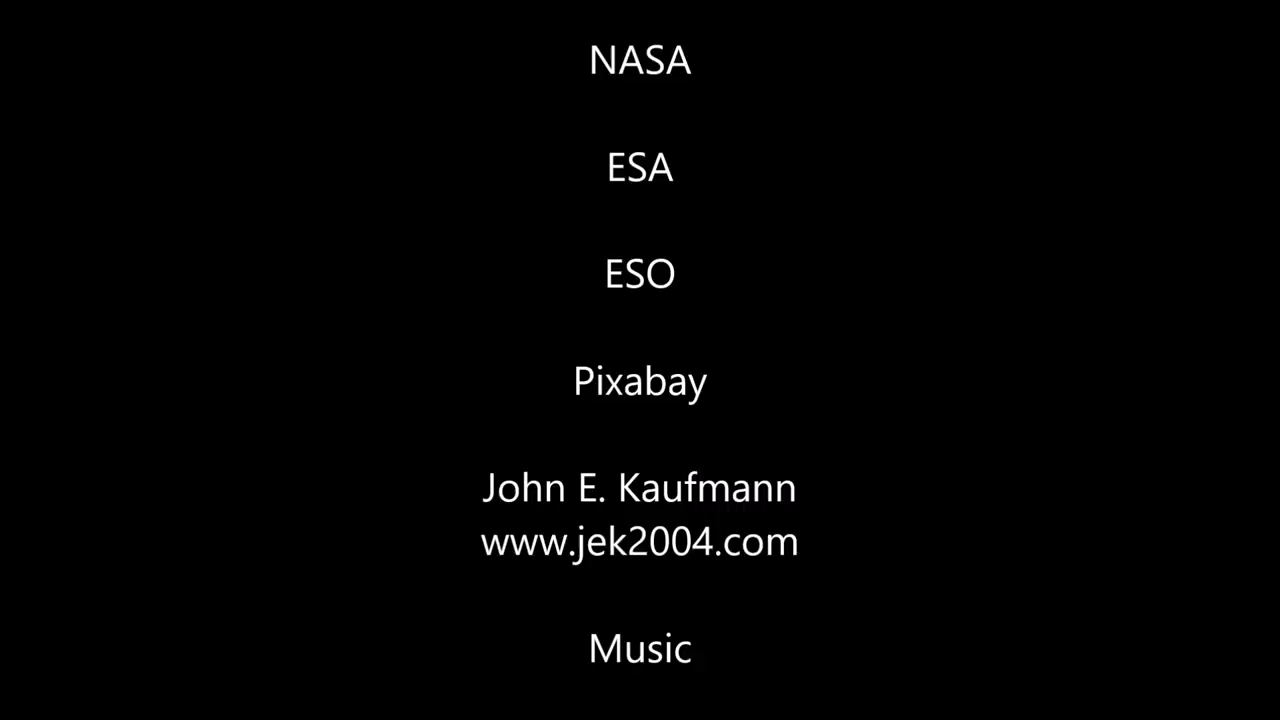 NASA
ESA
ESO
Pixabay
John E. Kaufmann
www.jek2004.com
Music